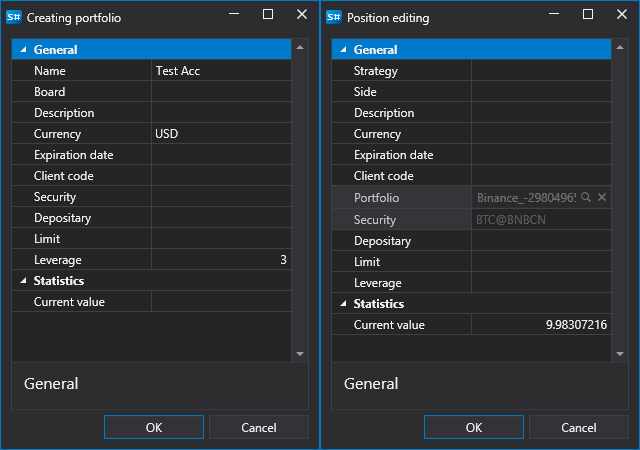 S# Creating portfolio
General
Name Test Acc
Board
Description
Currency USD
Expiration date
Client code
Security
Depositary
Limit
Leverage 3
Statistics
Current value
General
OK Cancel
S# Position editing
General
Strategy
Side
Description
Currency
Expiration date
Client code
Portfolio Binance_-2980496
Security BTC@BNBCN
Depositary
Limit
Leverage
Statistics
Current value 9.98307216
General
OK Cancel